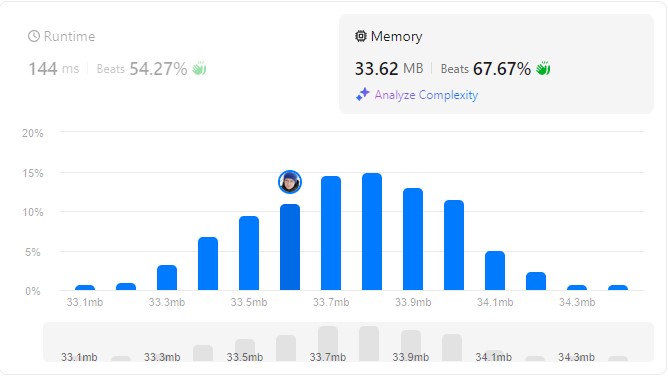 Runtime
144 ms Beats 54.27%
Memory
33.62 MB Beats 67.67%
Analyze Complexity
20%
15%
10%
5%
0%
33.1mb 33.3mb 33.5mb 33.7mb 33.9mb 34.1mb 34.3mb
33.1mb 33.3mb 33.5mb 33.7mb 33.9mb 34.1mb 34.3mb